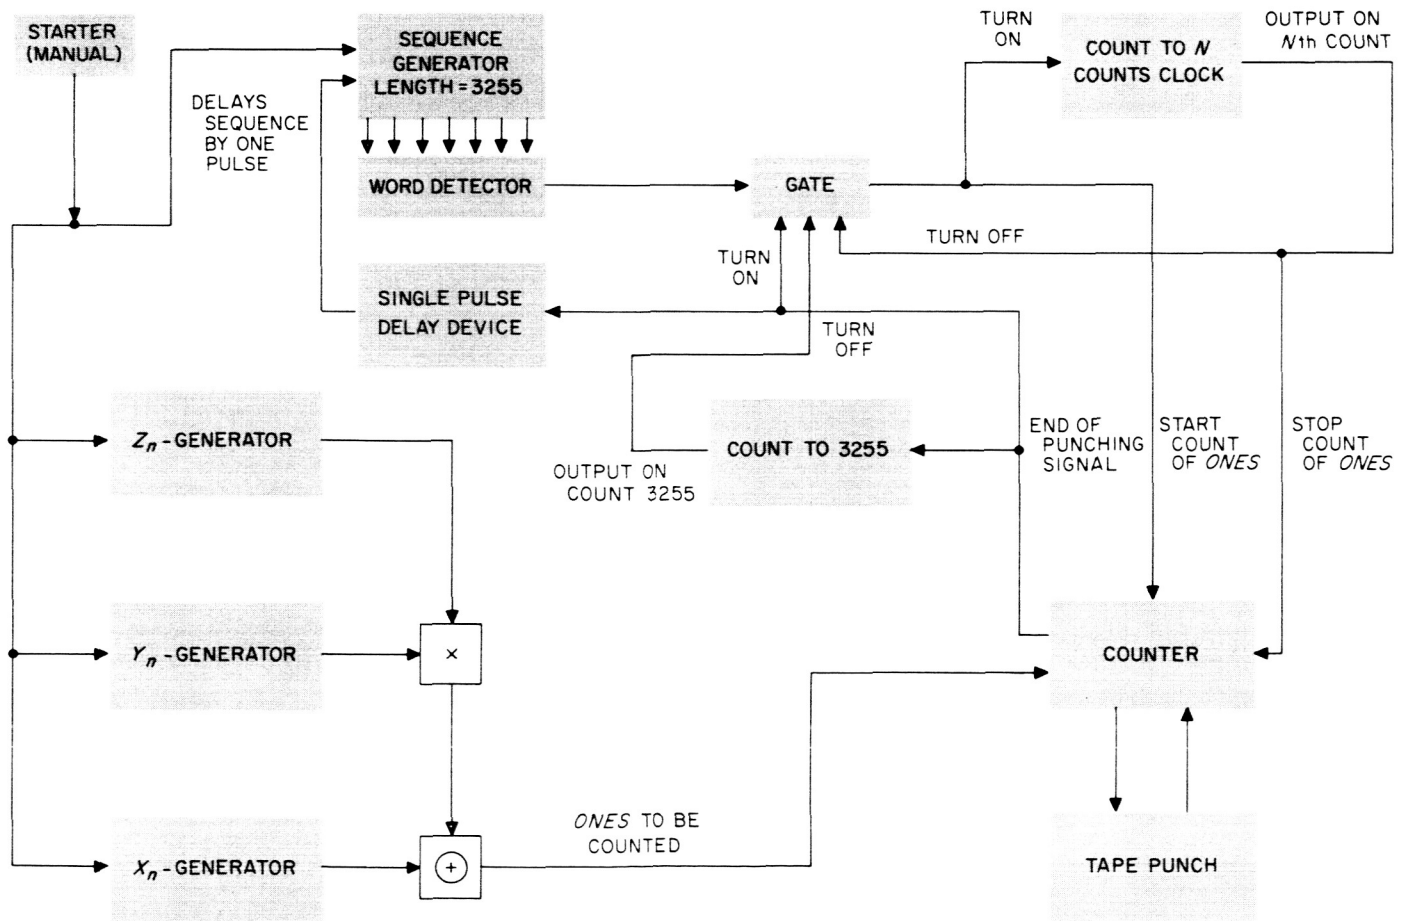 STARTER
(MANUAL)
SEQUENCE
GENERATOR
LENGTH = 3255
TURN
ON
COUNT TO N
COUNTS CLOCK
OUTPUT ON
Nth COUNT
DELAYS
SEQUENCE
BY ONE
PULSE
WORD DETECTOR
GATE
TURN OFF
TURN
ON
SINGLE PULSE
DELAY DEVICE
TURN
OFF
Zn-GENERATOR
COUNT TO 3255
OUTPUT ON
COUNT 3255
END OF
PUNCHING
SIGNAL
START
COUNT
OF ONES
STOP
COUNT
OF ONES
Yn-GENERATOR
×
COUNTER
ONES TO BE
COUNTED
Xn-GENERATOR
+
TAPE PUNCH